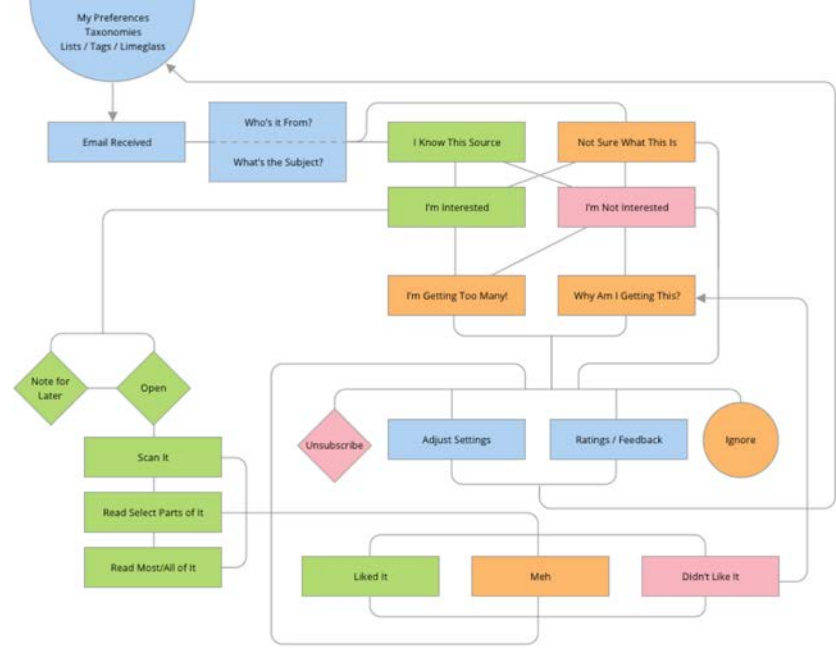 My Preferences
Taxonomies
Lists / Tags / Limeglass
Email Received
Who's it From?
What's the Subject?
I Know This Source
Not Sure What This Is
I'm Interested
I'm Not Interested
I'm Getting Too Many!
Why Am I Getting This?
Note for
Later
Open
Unsubscribe
Adjust Settings
Ratings / Feedback
Ignore
Scan It
Read Select Parts of It
Read Most/All of It
Liked It
Meh
Didn't Like It